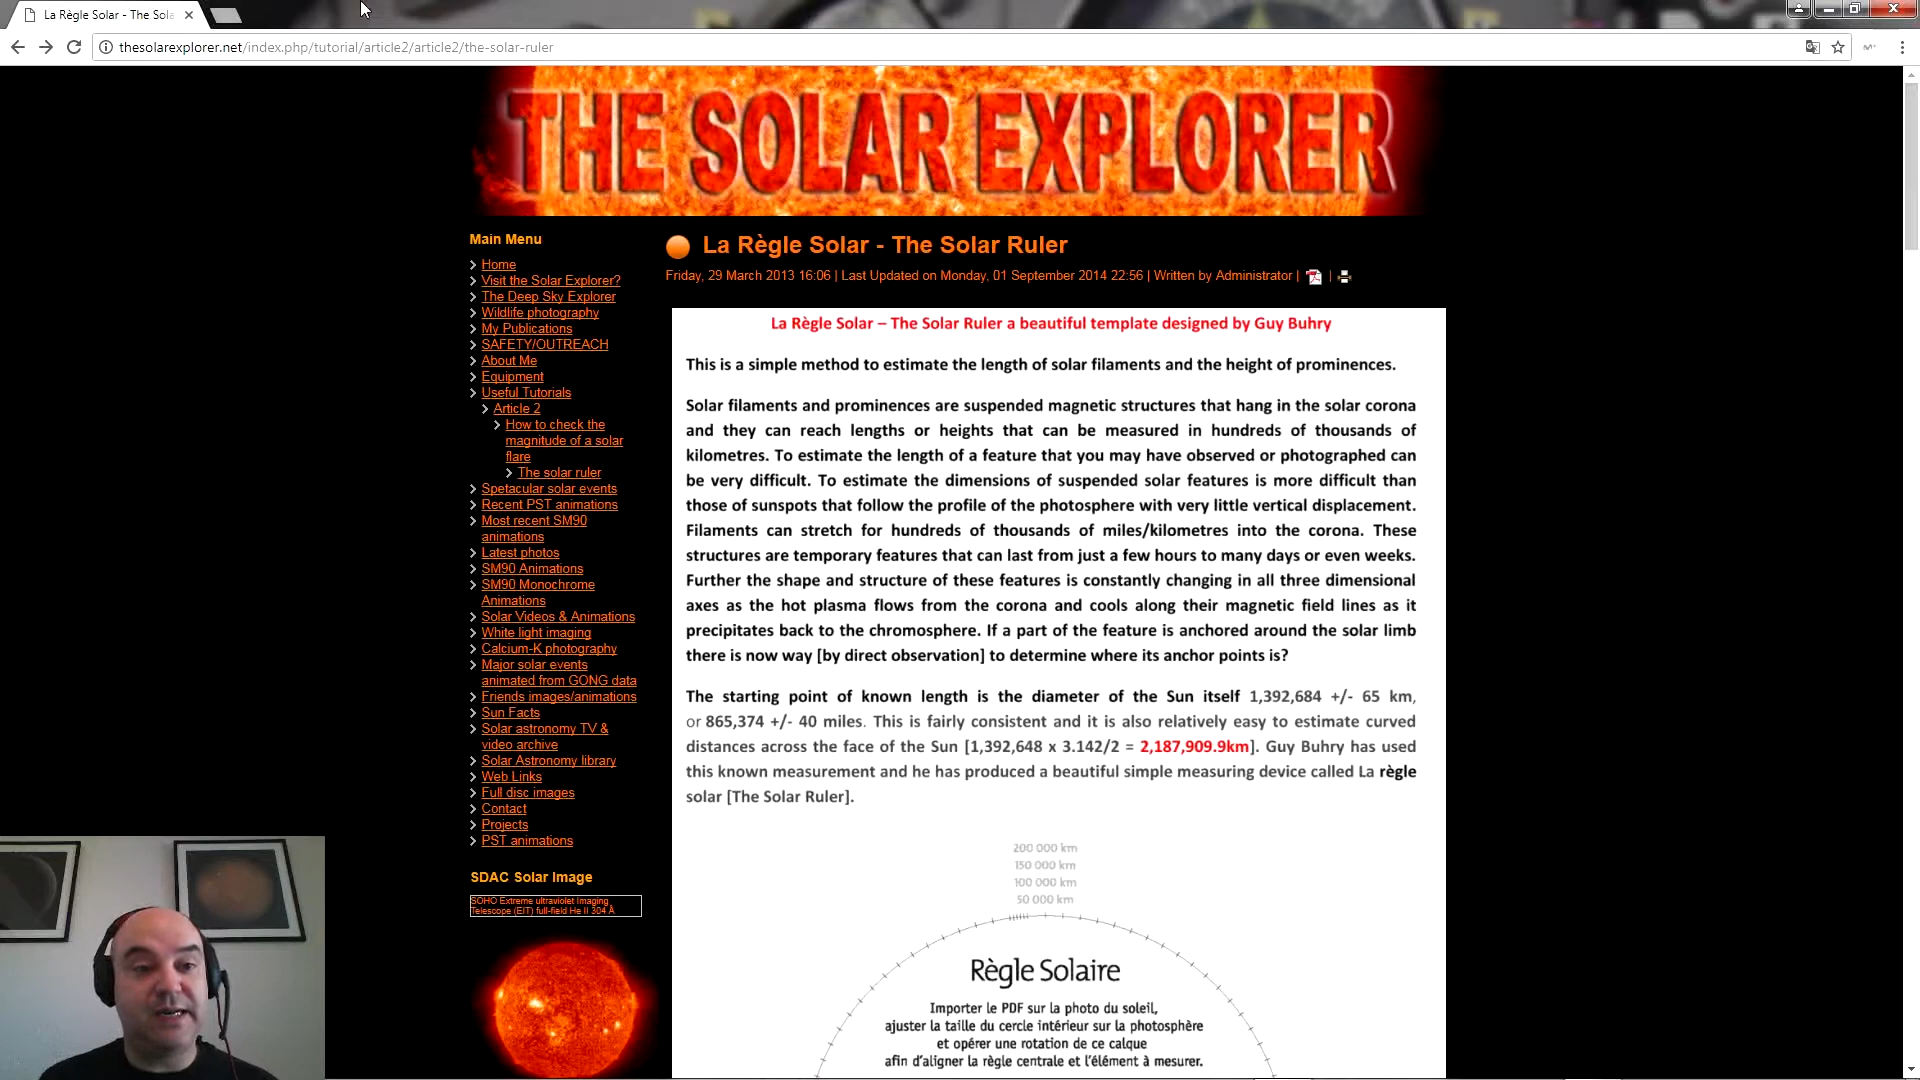 La Règle Solar - The Sola
thesolarexplorer.net/index.php/tutorial/article2/article2/the-solar-ruler
THE SOLAR EXPLORER
Main Menu
Home
Visit the Solar Explorer?
The Deep Sky Explorer
Wildlife photography
My Publications
SAFETY/OUTREACH
About Me
Equipment
Useful Tutorials
Article 2
How to check the
magnitude of a solar
flare
The solar ruler
Spetacular solar events
Recent PST animations
Most recent SM90
animations
Latest photos
SM90 Animations
SM90 Monochrome
Animations
Solar Videos & Animations
White light imaging
Calcium-K photography
Major solar events
animated from GONG data
Friends images/animations
Sun Facts
Solar astronomy TV &
video archive
Solar Astronomy library
Web Links
Full disc images
Contact
Projects
PST animations
SDAC Solar Image
SOHO Extreme ultraviolet Imaging
Telescope (EIT) full-field He II 304 Å
La Règle Solar - The Solar Ruler
Friday, 29 March 2013 16:06 | Last Updated on Monday, 01 September 2014 22:56 | Written by Administrator | |
La Règle Solar – The Solar Ruler a beautiful template designed by Guy Buhry
This is a simple method to estimate the length of solar filaments and the height of prominences.
Solar filaments and prominences are suspended magnetic structures that hang in the solar corona
and they can reach lengths or heights that can be measured in hundreds of thousands of
kilometres. To estimate the length of a feature that you may have observed or photographed can
be very difficult. To estimate the dimensions of suspended solar features is more difficult than
those of sunspots that follow the profile of the photosphere with very little vertical displacement.
Filaments can stretch for hundreds of thousands of miles/kilometres into the corona. These
structures are temporary features that can last from just a few hours to many days or even weeks.
Further the shape and structure of these features is constantly changing in all three dimensional
axes as the hot plasma flows from the corona and cools along their magnetic field lines as it
precipitates back to the chromosphere. If a part of the feature is anchored around the solar limb
there is now way [by direct observation] to determine where its anchor points is?
The starting point of known length is the diameter of the Sun itself 1,392,684 +/- 65 km,
or 865,374 +/- 40 miles. This is fairly consistent and it is also relatively easy to estimate curved
distances across the face of the Sun [1,392,648 x 3.142/2 = 2,187,909.9km]. Guy Buhry has used
this known measurement and he has produced a beautiful simple measuring device called La règle
solar [The Solar Ruler].
200 000 km
150 000 km
100 000 km
50 000 km
Règle Solaire
Importer le PDF sur la photo du soleil,
ajuster la taille du cercle intérieur sur la photosphère
et opérer une rotation de ce calque
afin d'aligner la règle centrale et l'élément à mesurer.